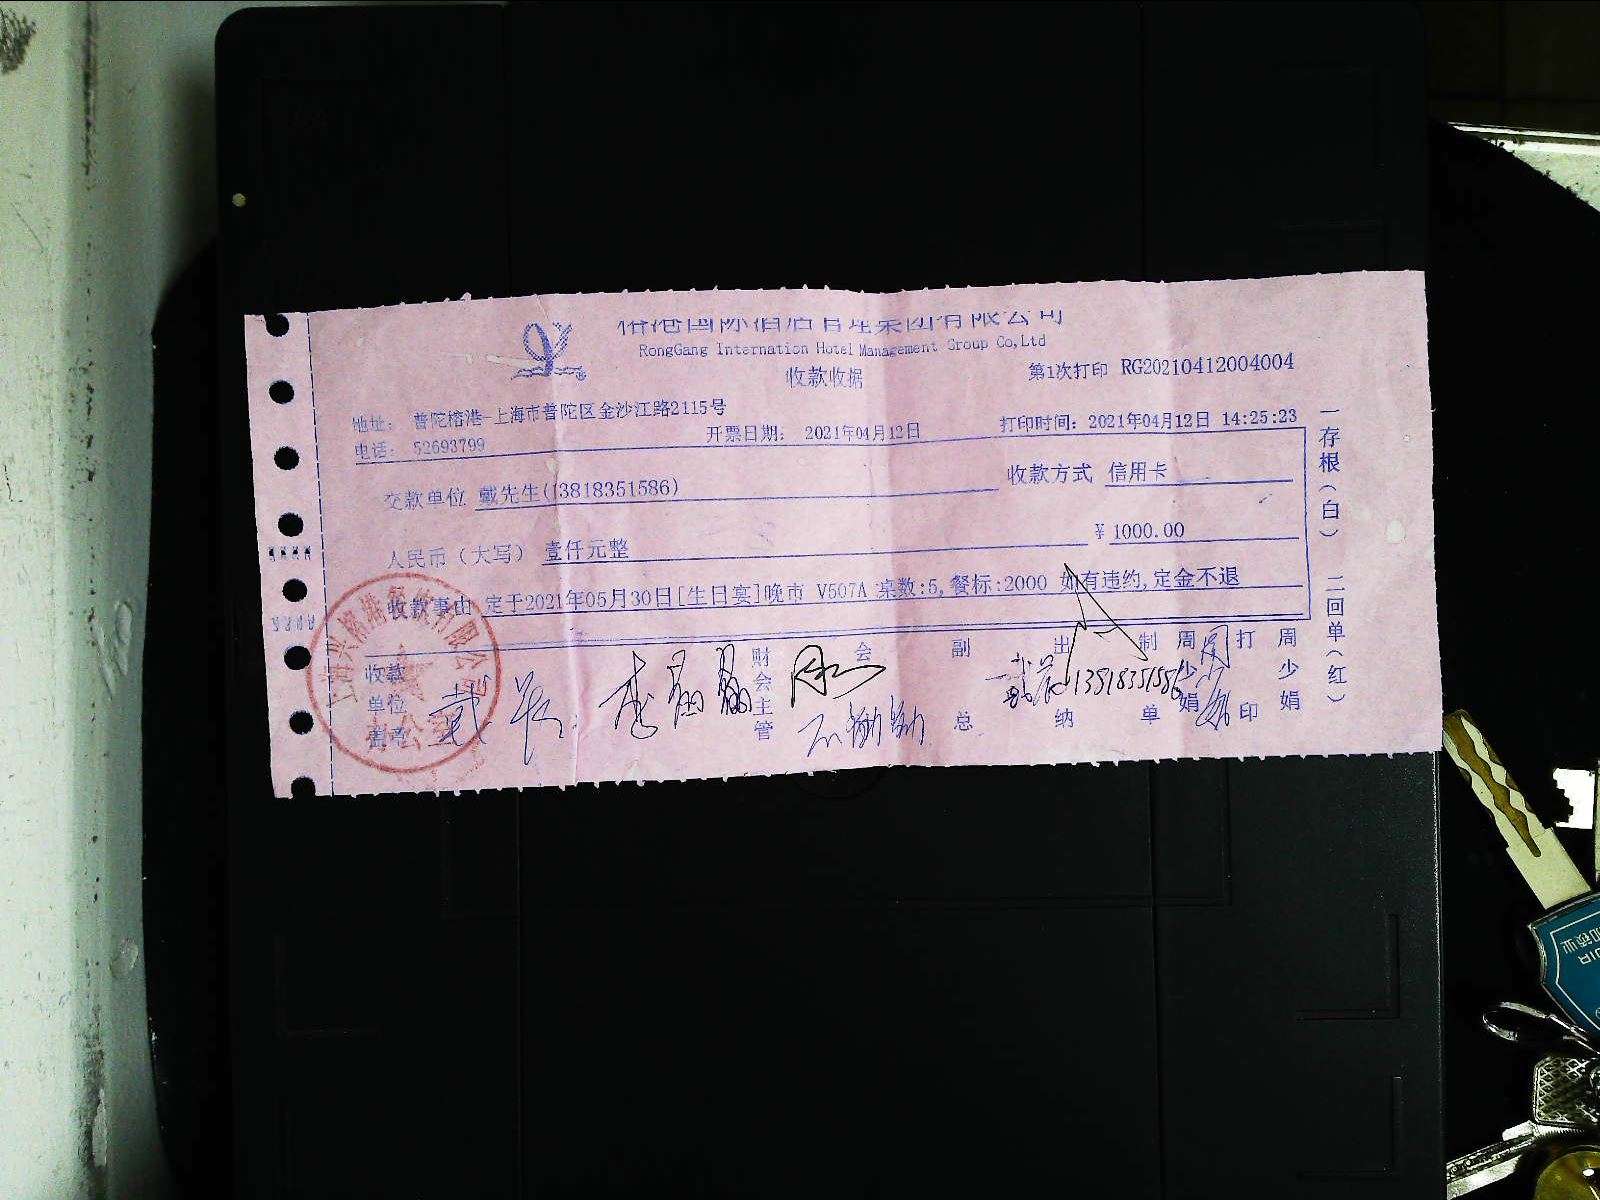 榕港国际酒店管理集团有限公司
RongGang Internation Hotel Management Group Co,Ltd
收款收据
第1次打印 RG20210412004004
地址: 普陀榕港-上海市普陀区金沙江路2115号
电话: 52693799
开票日期: 2021年04月12日
打印时间: 2021年04月12日 14:25:23
交款单位 戴先生(13818351586)
收款方式 信用卡
人民币（大写） 壹仟元整
¥ 1000.00
收款事由 定于2021年05月30日[生日宴]晚市 V507A 桌数:5,餐标:2000 如有违约,定金不退
收款单位盖章
财会主管
会
副总
出纳
13818351586
制单
周少娟
打印
周少娟
一存根（白） 二回单（红）